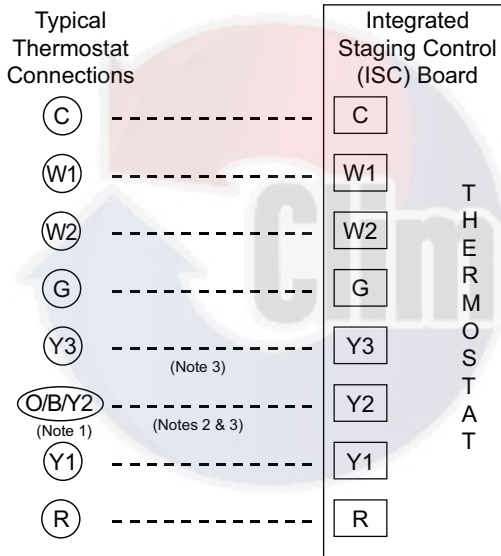 Typical
Thermostat
Connections
Integrated
Staging Control
(ISC) Board
C C
W1 W1
W2 W2
G G
Y3 (Note 3) Y3
O/B/Y2 (Notes 2 & 3) Y2
(Note 1)
Y1 Y1
R R
THERMOSTAT
Clim